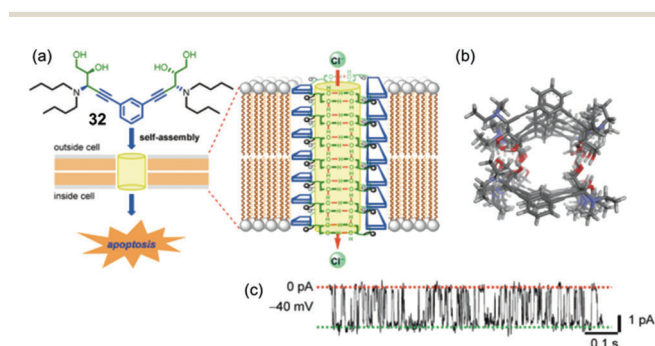 (a)
OH
OH
HO
OH
N
N
32
self-assembly
outside cell
inside cell
apoptosis
Cl⁻
Cl⁻
(b)
(c)
0 pA
−40 mV
1 pA
0.1 s